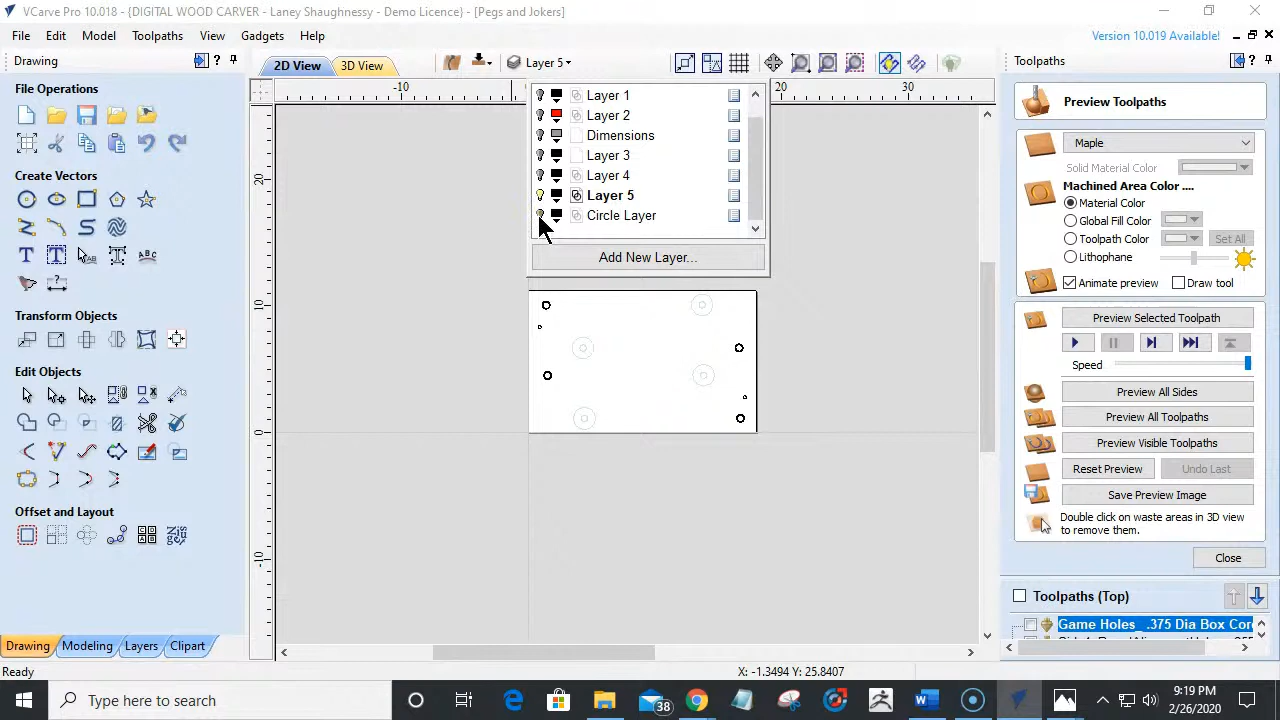 VCarve Pro 10.018 - {DIGITAL WOOD CARVER - Laney Shaughnessy - Demo Licence} - [Pegs and Jokers]
File Edit Model Toolpaths View Gadgets Help
Version 10.019 Available!
Drawing
File Operations
Create Vectors
Transform Objects
Edit Objects
Offset and Layout
Drawing Modeling Layers Clipart
2D View 3D View
Layer 5
-10 20 30
20
10
0
-10
Layer 1
Layer 2
Dimensions
Layer 3
Layer 4
Layer 5
Circle Layer
Add New Layer...
Toolpaths
Preview Toolpaths
Maple
Solid Material Color
Machined Area Color ....
Material Color
Global Fill Color
Toolpath Color Set All
Lithophane
Animate preview Draw tool
Preview Selected Toolpath
Speed
Preview All Sides
Preview All Toolpaths
Preview Visible Toolpaths
Reset Preview Undo Last
Save Preview Image
Double click on waste areas in 3D view
to remove them.
Close
Toolpaths (Top)
Game Holes .375 Dia Box Cor
Ready
X: -1.3494 Y: 25.8407
Type here to search
38
W
9:19 PM
2/26/2020